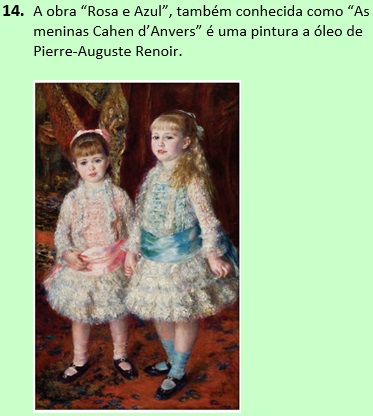 14. A obra “Rosa e Azul”, também conhecida como “As
meninas Cahen d’Anvers” é uma pintura a óleo de
Pierre-Auguste Renoir.